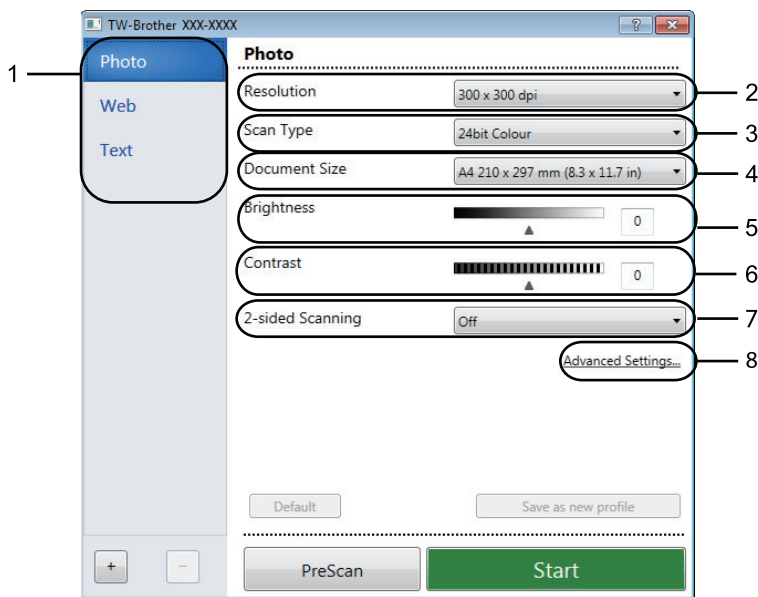 TW-Brother XXX-XXXX
?
1
Photo
Web
Text
Photo
Resolution 300 x 300 dpi 2
Scan Type 24bit Colour 3
Document Size A4 210 x 297 mm (8.3 x 11.7 in) 4
Brightness 0 5
Contrast 0 6
2-sided Scanning Off 7
Advanced Settings... 8
Default Save as new profile
+ - PreScan Start